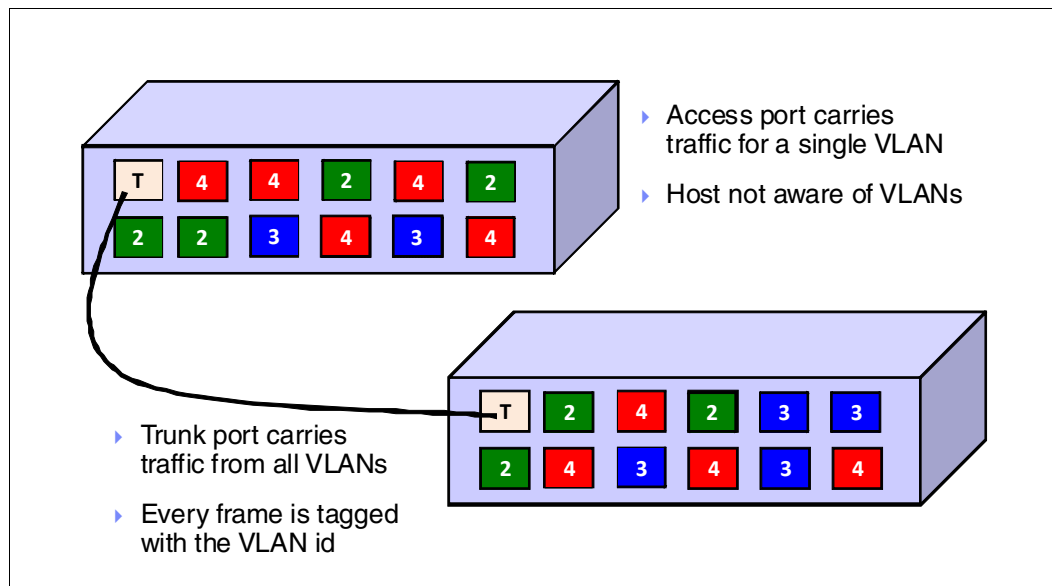 Access port carries
traffic for a single VLAN
Host not aware of VLANs
T 4 4 2 4 2
2 2 3 4 3 4
T 2 4 2 3 3
2 4 3 4 3 4
Trunk port carries
traffic from all VLANs
Every frame is tagged
with the VLAN id